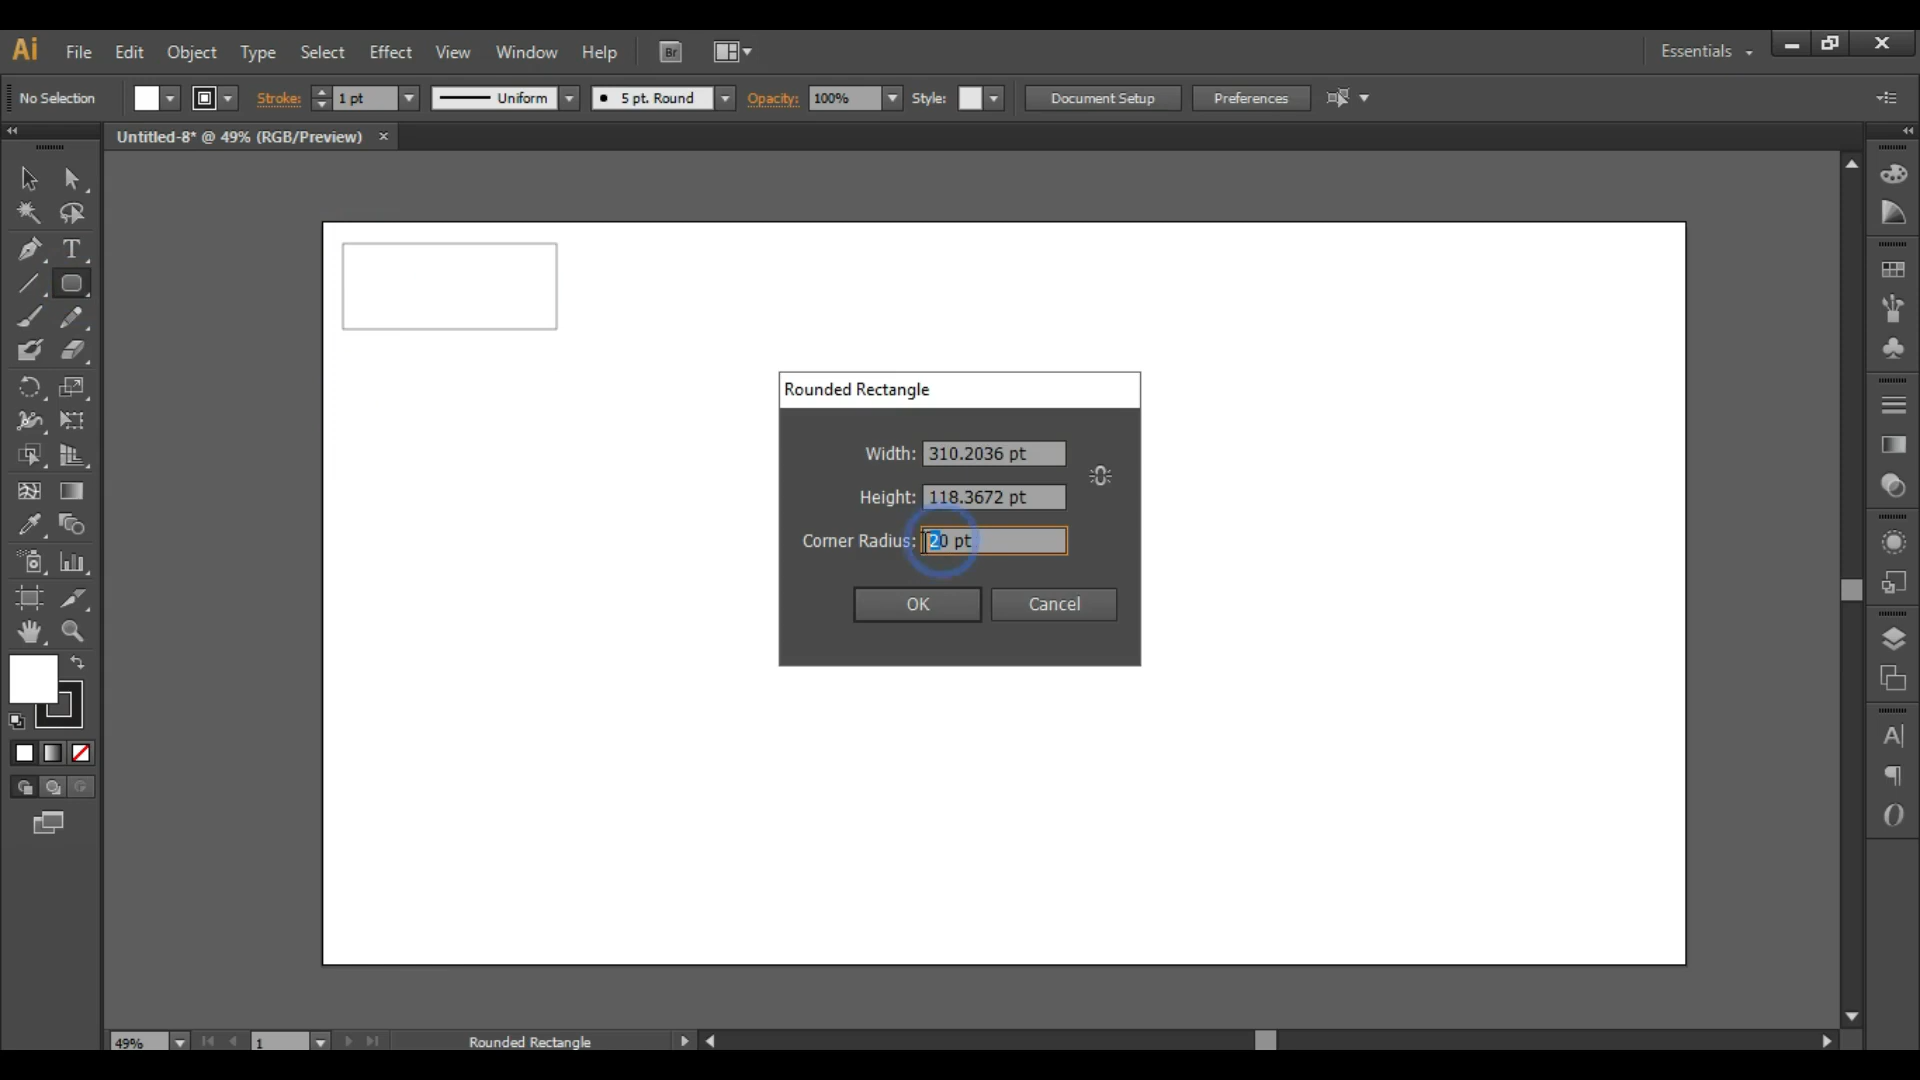 Ai File Edit Object Type Select Effect View Window Help Br Essentials
No Selection Stroke: 1 pt Uniform 5 pt. Round Opacity: 100% Style: Document Setup Preferences
Untitled-8* @ 49% (RGB/Preview) ×
Rounded Rectangle
Width: 310.2036 pt
Height: 118.3672 pt
Corner Radius: 20 pt
OK Cancel
49% 1 Rounded Rectangle